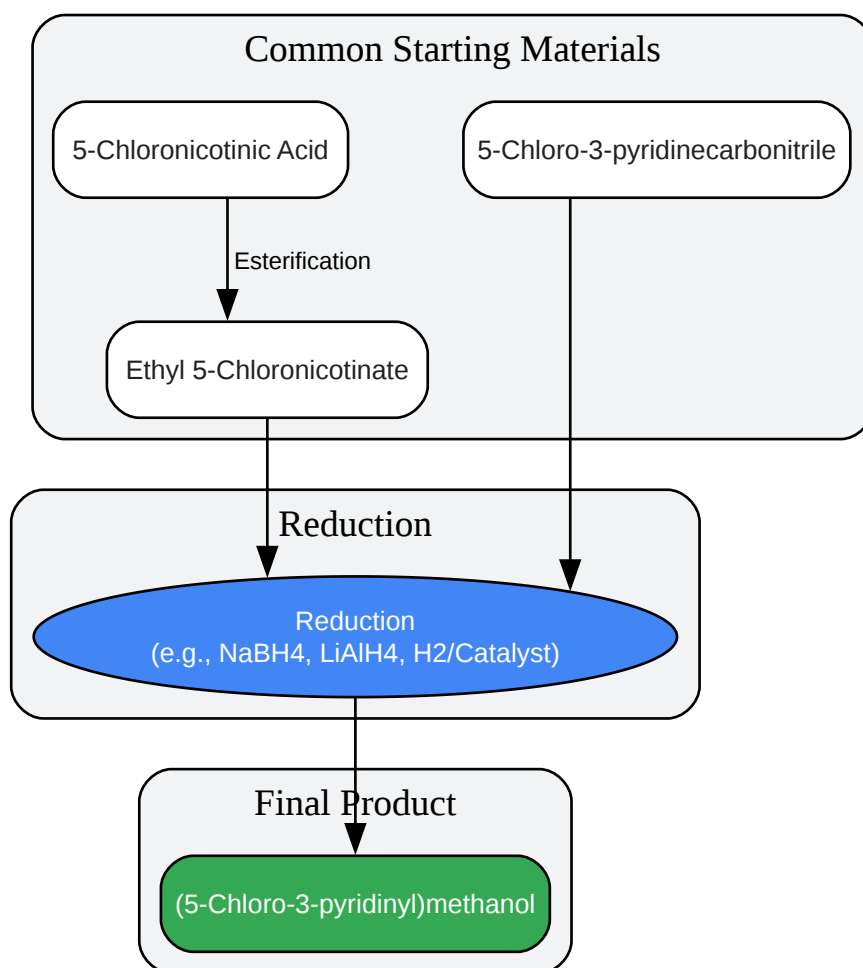 Common Starting Materials
5-Chloronicotinic Acid
5-Chloro-3-pyridinecarbonitrile
Esterification
Ethyl 5-Chloronicotinate
Reduction
Reduction
(e.g., NaBH4, LiAlH4, H2/Catalyst)
Final Product
(5-Chloro-3-pyridinyl)methanol